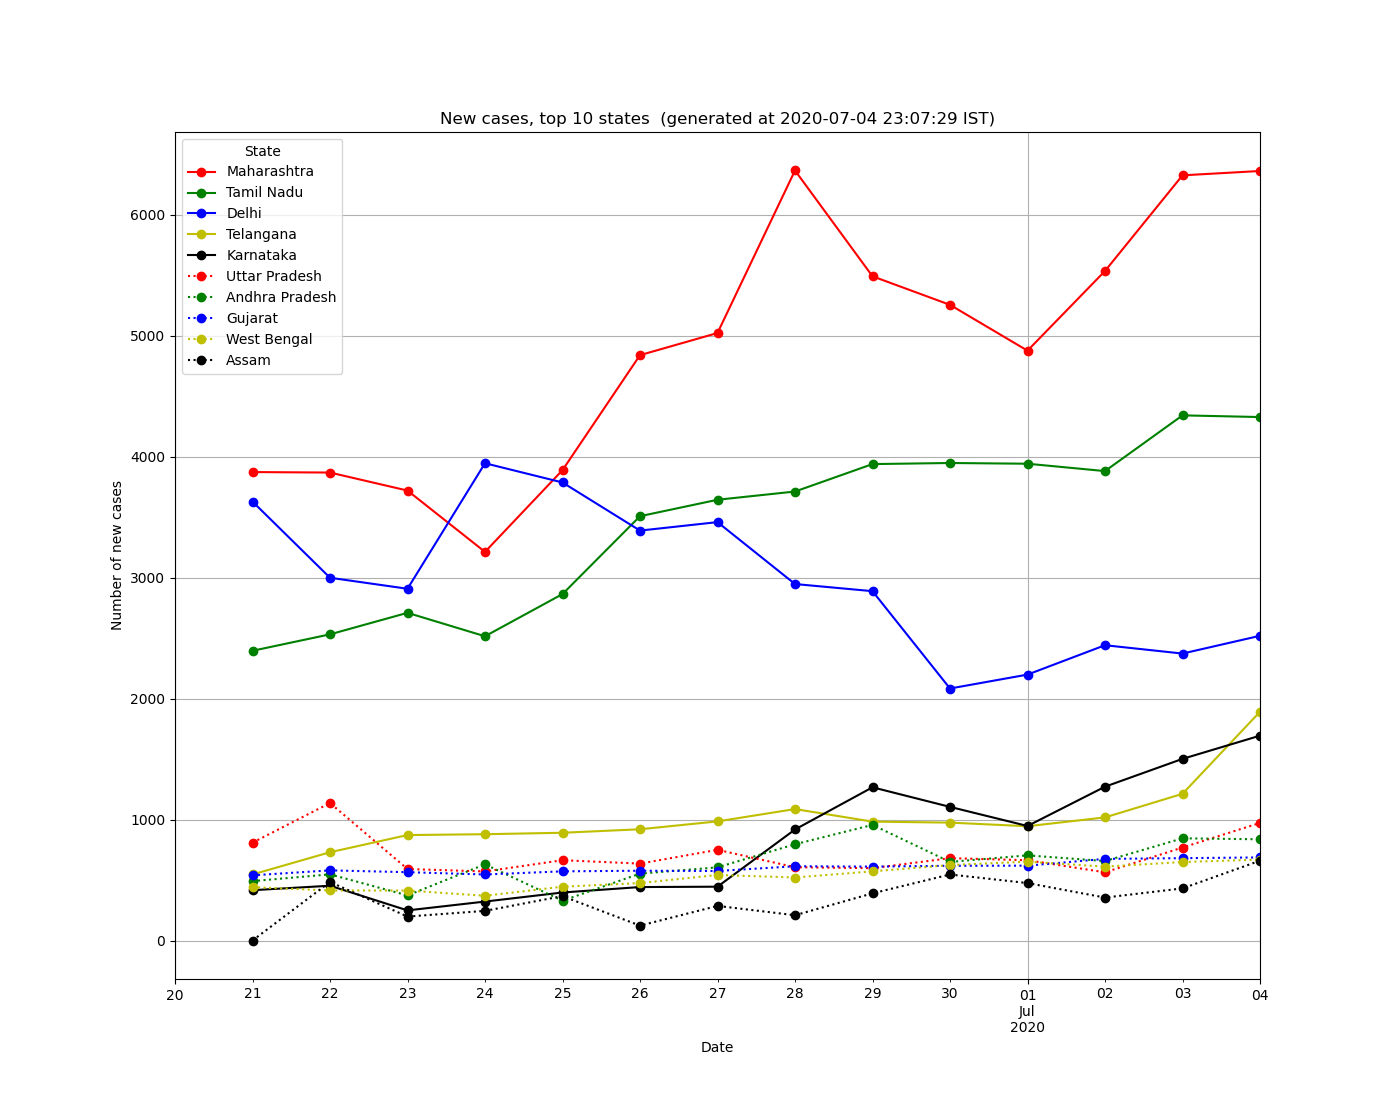 New cases, top 10 states  (generated at 2020-07-04 23:07:29 IST)
State
Maharashtra
Tamil Nadu
Delhi
Telangana
Karnataka
Uttar Pradesh
Andhra Pradesh
Gujarat
West Bengal
Assam
6000
5000
4000
3000
2000
1000
0
Number of new cases
20 21 22 23 24 25 26 27 28 29 30 01 02 03 04
Jul
2020
Date